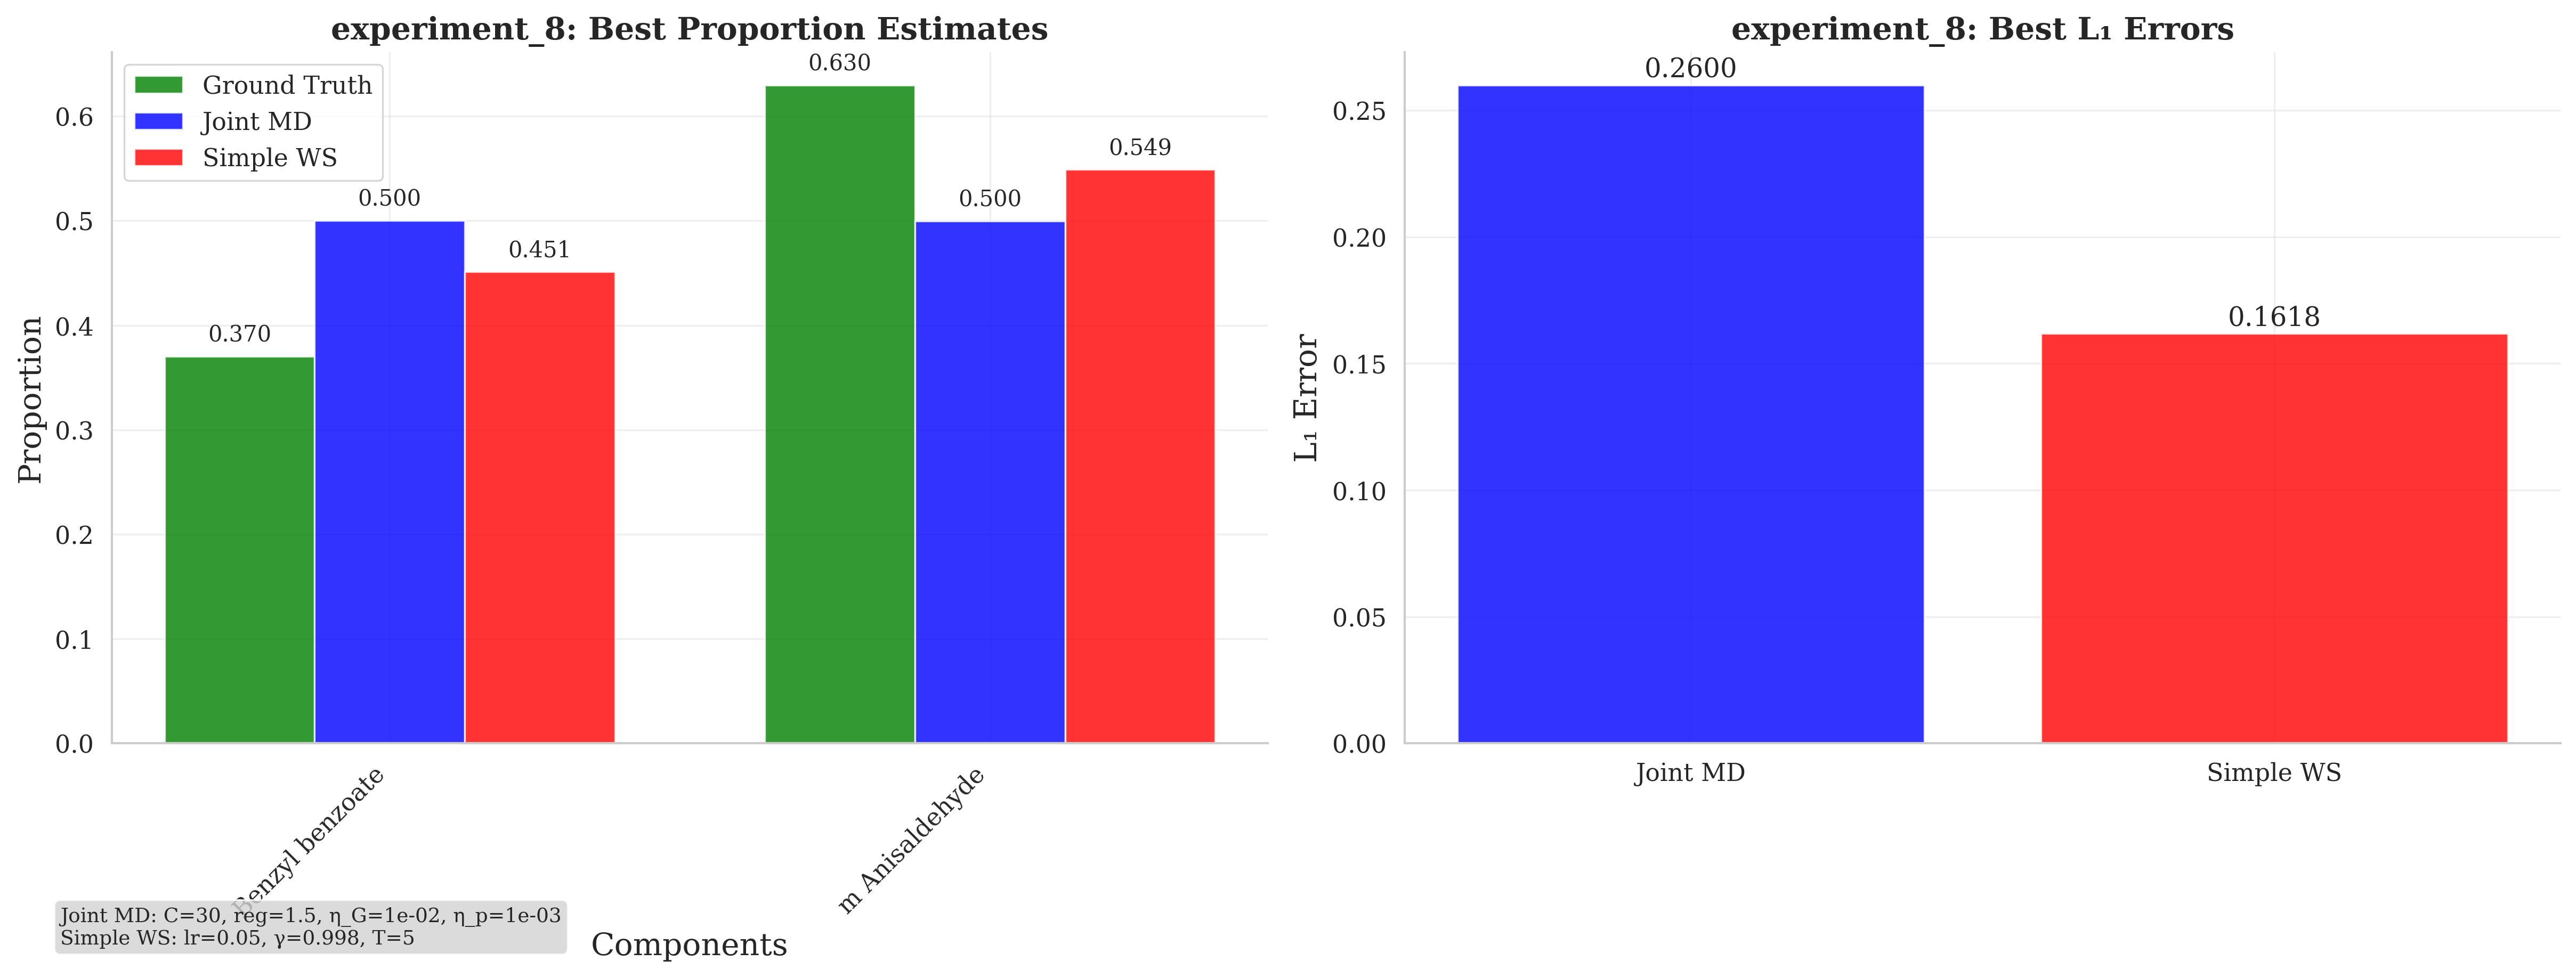 experiment_8: Best Proportion Estimates
Proportion
0.6
0.5
0.4
0.3
0.2
0.1
0.0
Ground Truth
Joint MD
Simple WS
0.370
0.500
0.451
0.630
0.500
0.549
Benzyl benzoate
m Anisaldehyde
Components
Joint MD: C=30, reg=1.5, η_G=1e-02, η_p=1e-03
Simple WS: lr=0.05, γ=0.998, T=5
experiment_8: Best L₁ Errors
L₁ Error
0.25
0.20
0.15
0.10
0.05
0.00
0.2600
0.1618
Joint MD
Simple WS